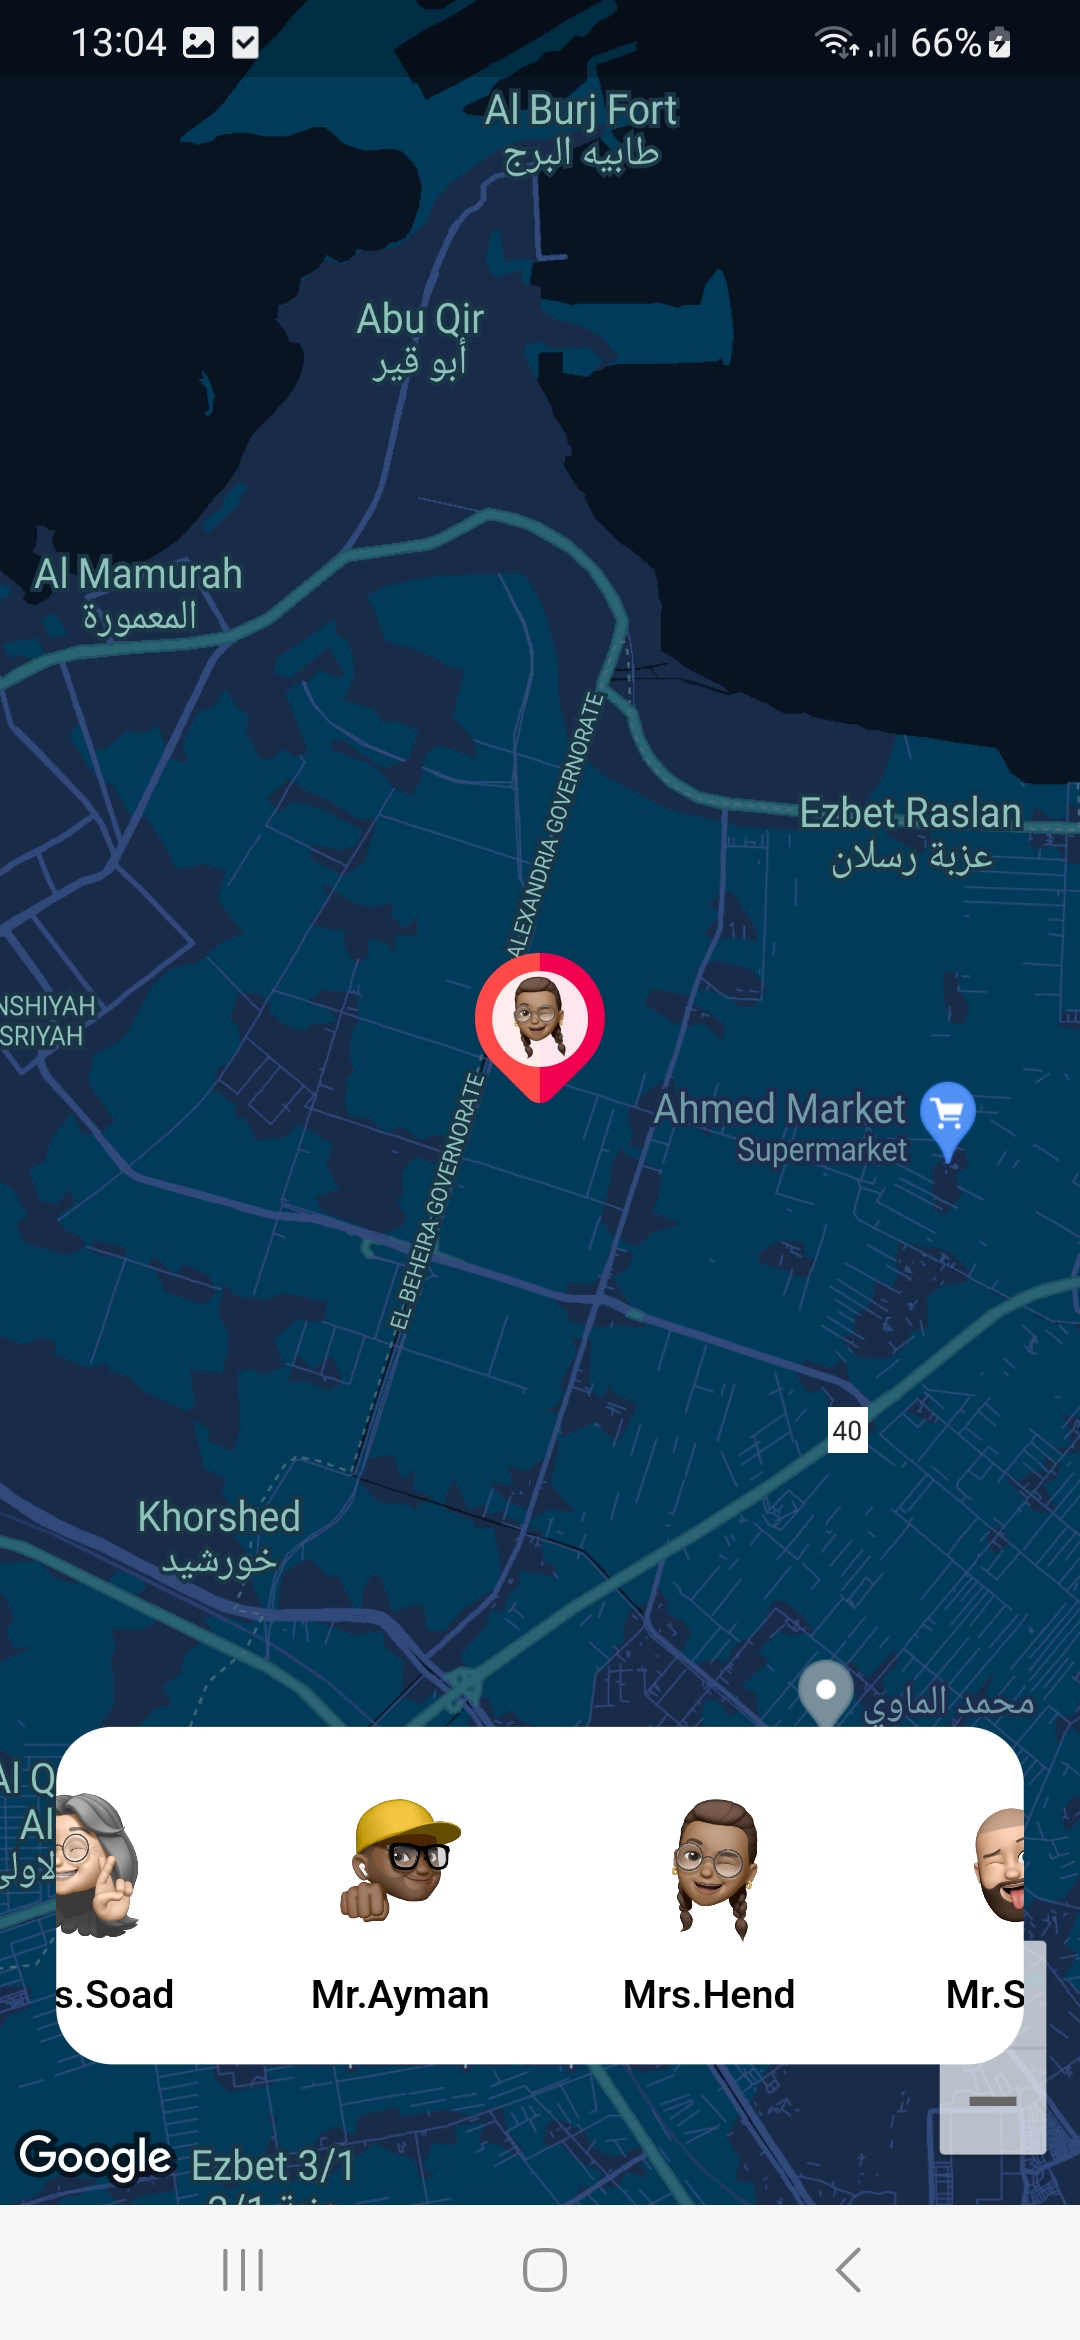 13:04
66%
Al Burj Fort
طابيه البرج
Abu Qir
أبو قير
Al Mamurah
المعمورة
ALEXANDRIA GOVERNORATE
Ezbet Raslan
عزبة رسلان
NSHIYAH
SRIYAH
Ahmed Market
Supermarket
EL BEHEIRA GOVERNORATE
40
Khorshed
خورشيد
محمد الماوي
Al Q
Al
لاولى
s.Soad
Mr.Ayman
Mrs.Hend
Mr.S
Google
Ezbet 3/1